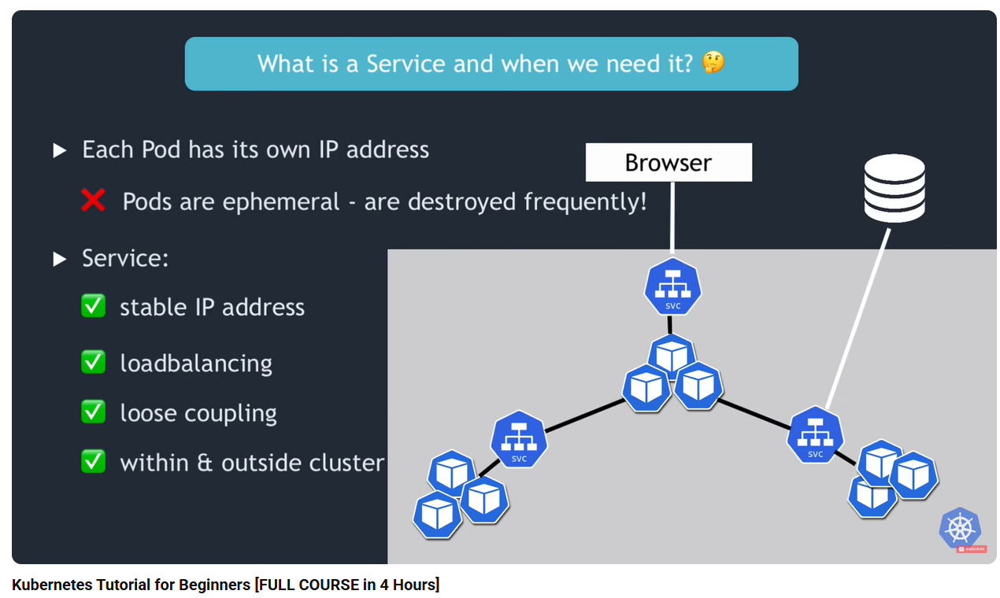 What is a Service and when we need it? 🤔
Each Pod has its own IP address
Pods are ephemeral - are destroyed frequently!
Service:
stable IP address
loadbalancing
loose coupling
within & outside cluster
Browser
svc
svc
svc
SUBSCRIBE
Kubernetes Tutorial for Beginners [FULL COURSE in 4 Hours]